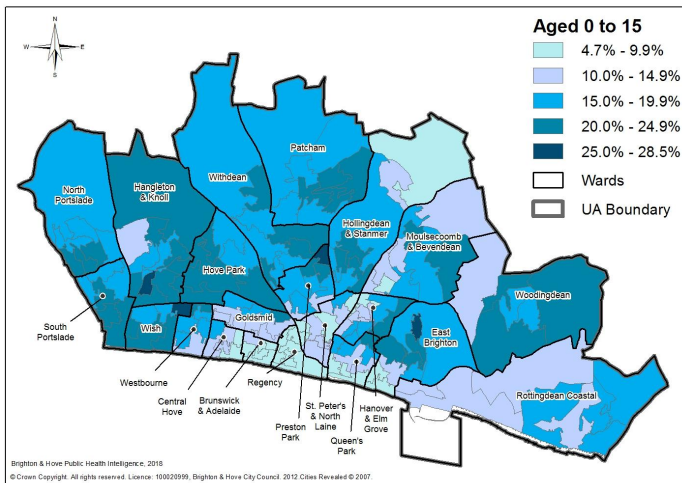 N
W
E
S
Aged 0 to 15
4.7% - 9.9%
10.0% - 14.9%
15.0% - 19.9%
20.0% - 24.9%
25.0% - 28.5%
Wards
UA Boundary
Patcham
Withdean
North
Portslade
Hangleton
& Knoll
Hollingdean
& Stanmer
Moulsecoomb
& Bevendean
Hove Park
Woodingdean
South
Portslade
Wish
Goldsmid
East
Brighton
Westbourne
Central
Hove
Brunswick
& Adelaide
Regency
Preston
Park
St. Peter's
& North
Laine
Queen's
Park
Hanover
& Elm
Grove
Rottingdean Coastal
Brighton & Hove Public Health Intelligence, 2018
© Crown Copyright. All rights reserved. Licence: 100020999, Brighton & Hove City Council. 2012 Cities Revealed © 2007.